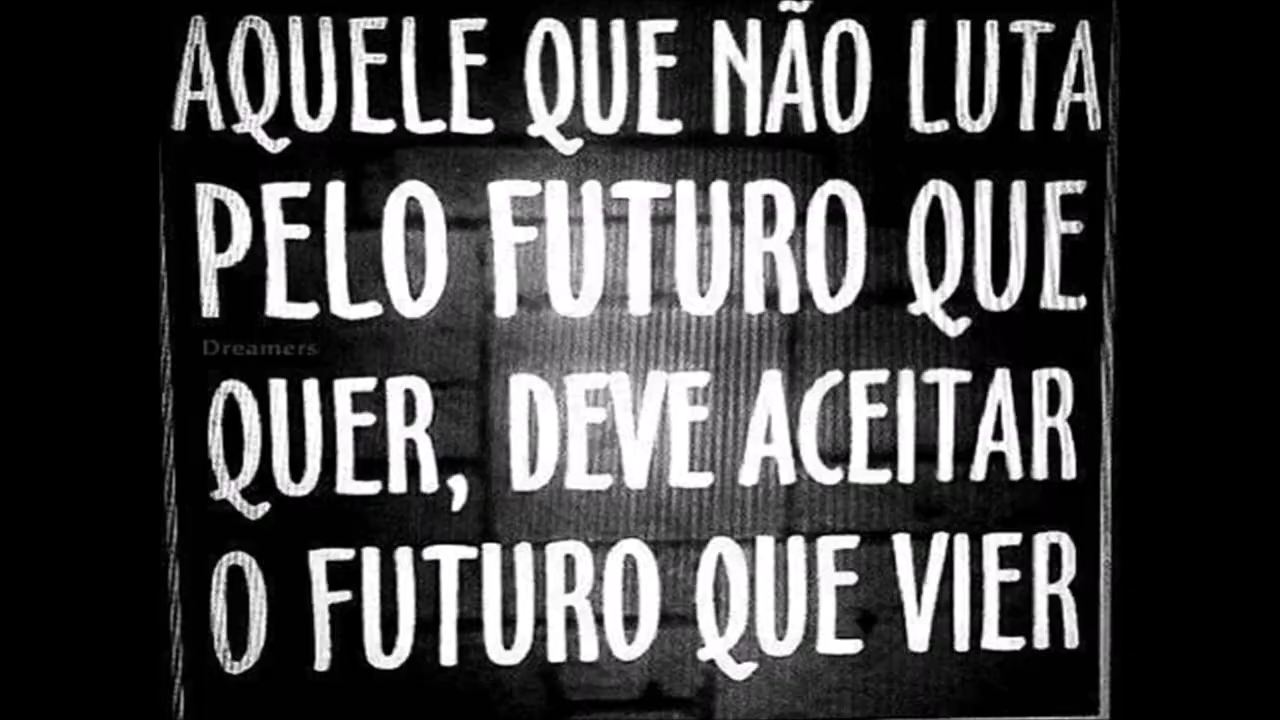 AQUELE QUE NÃO LUTA
PELO FUTURO QUE
Dreamers
QUER, DEVE ACEITAR
O FUTURO QUE VIER